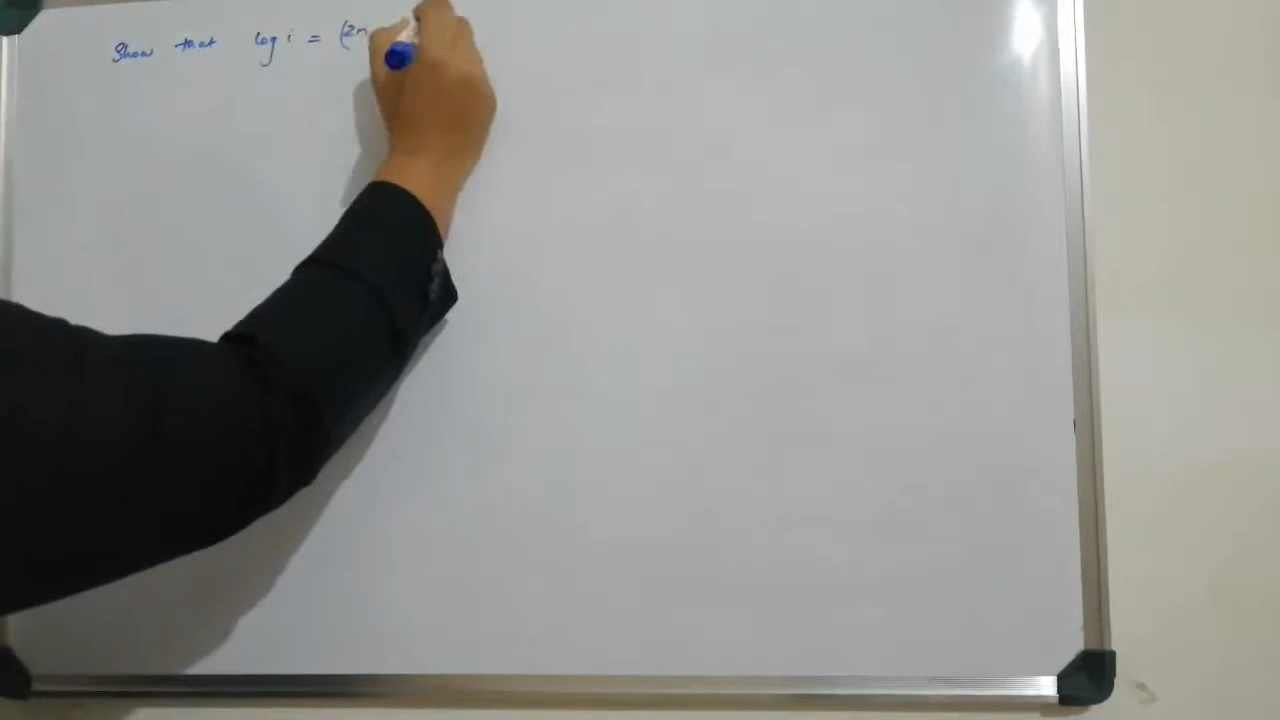 Show that log i = (2n